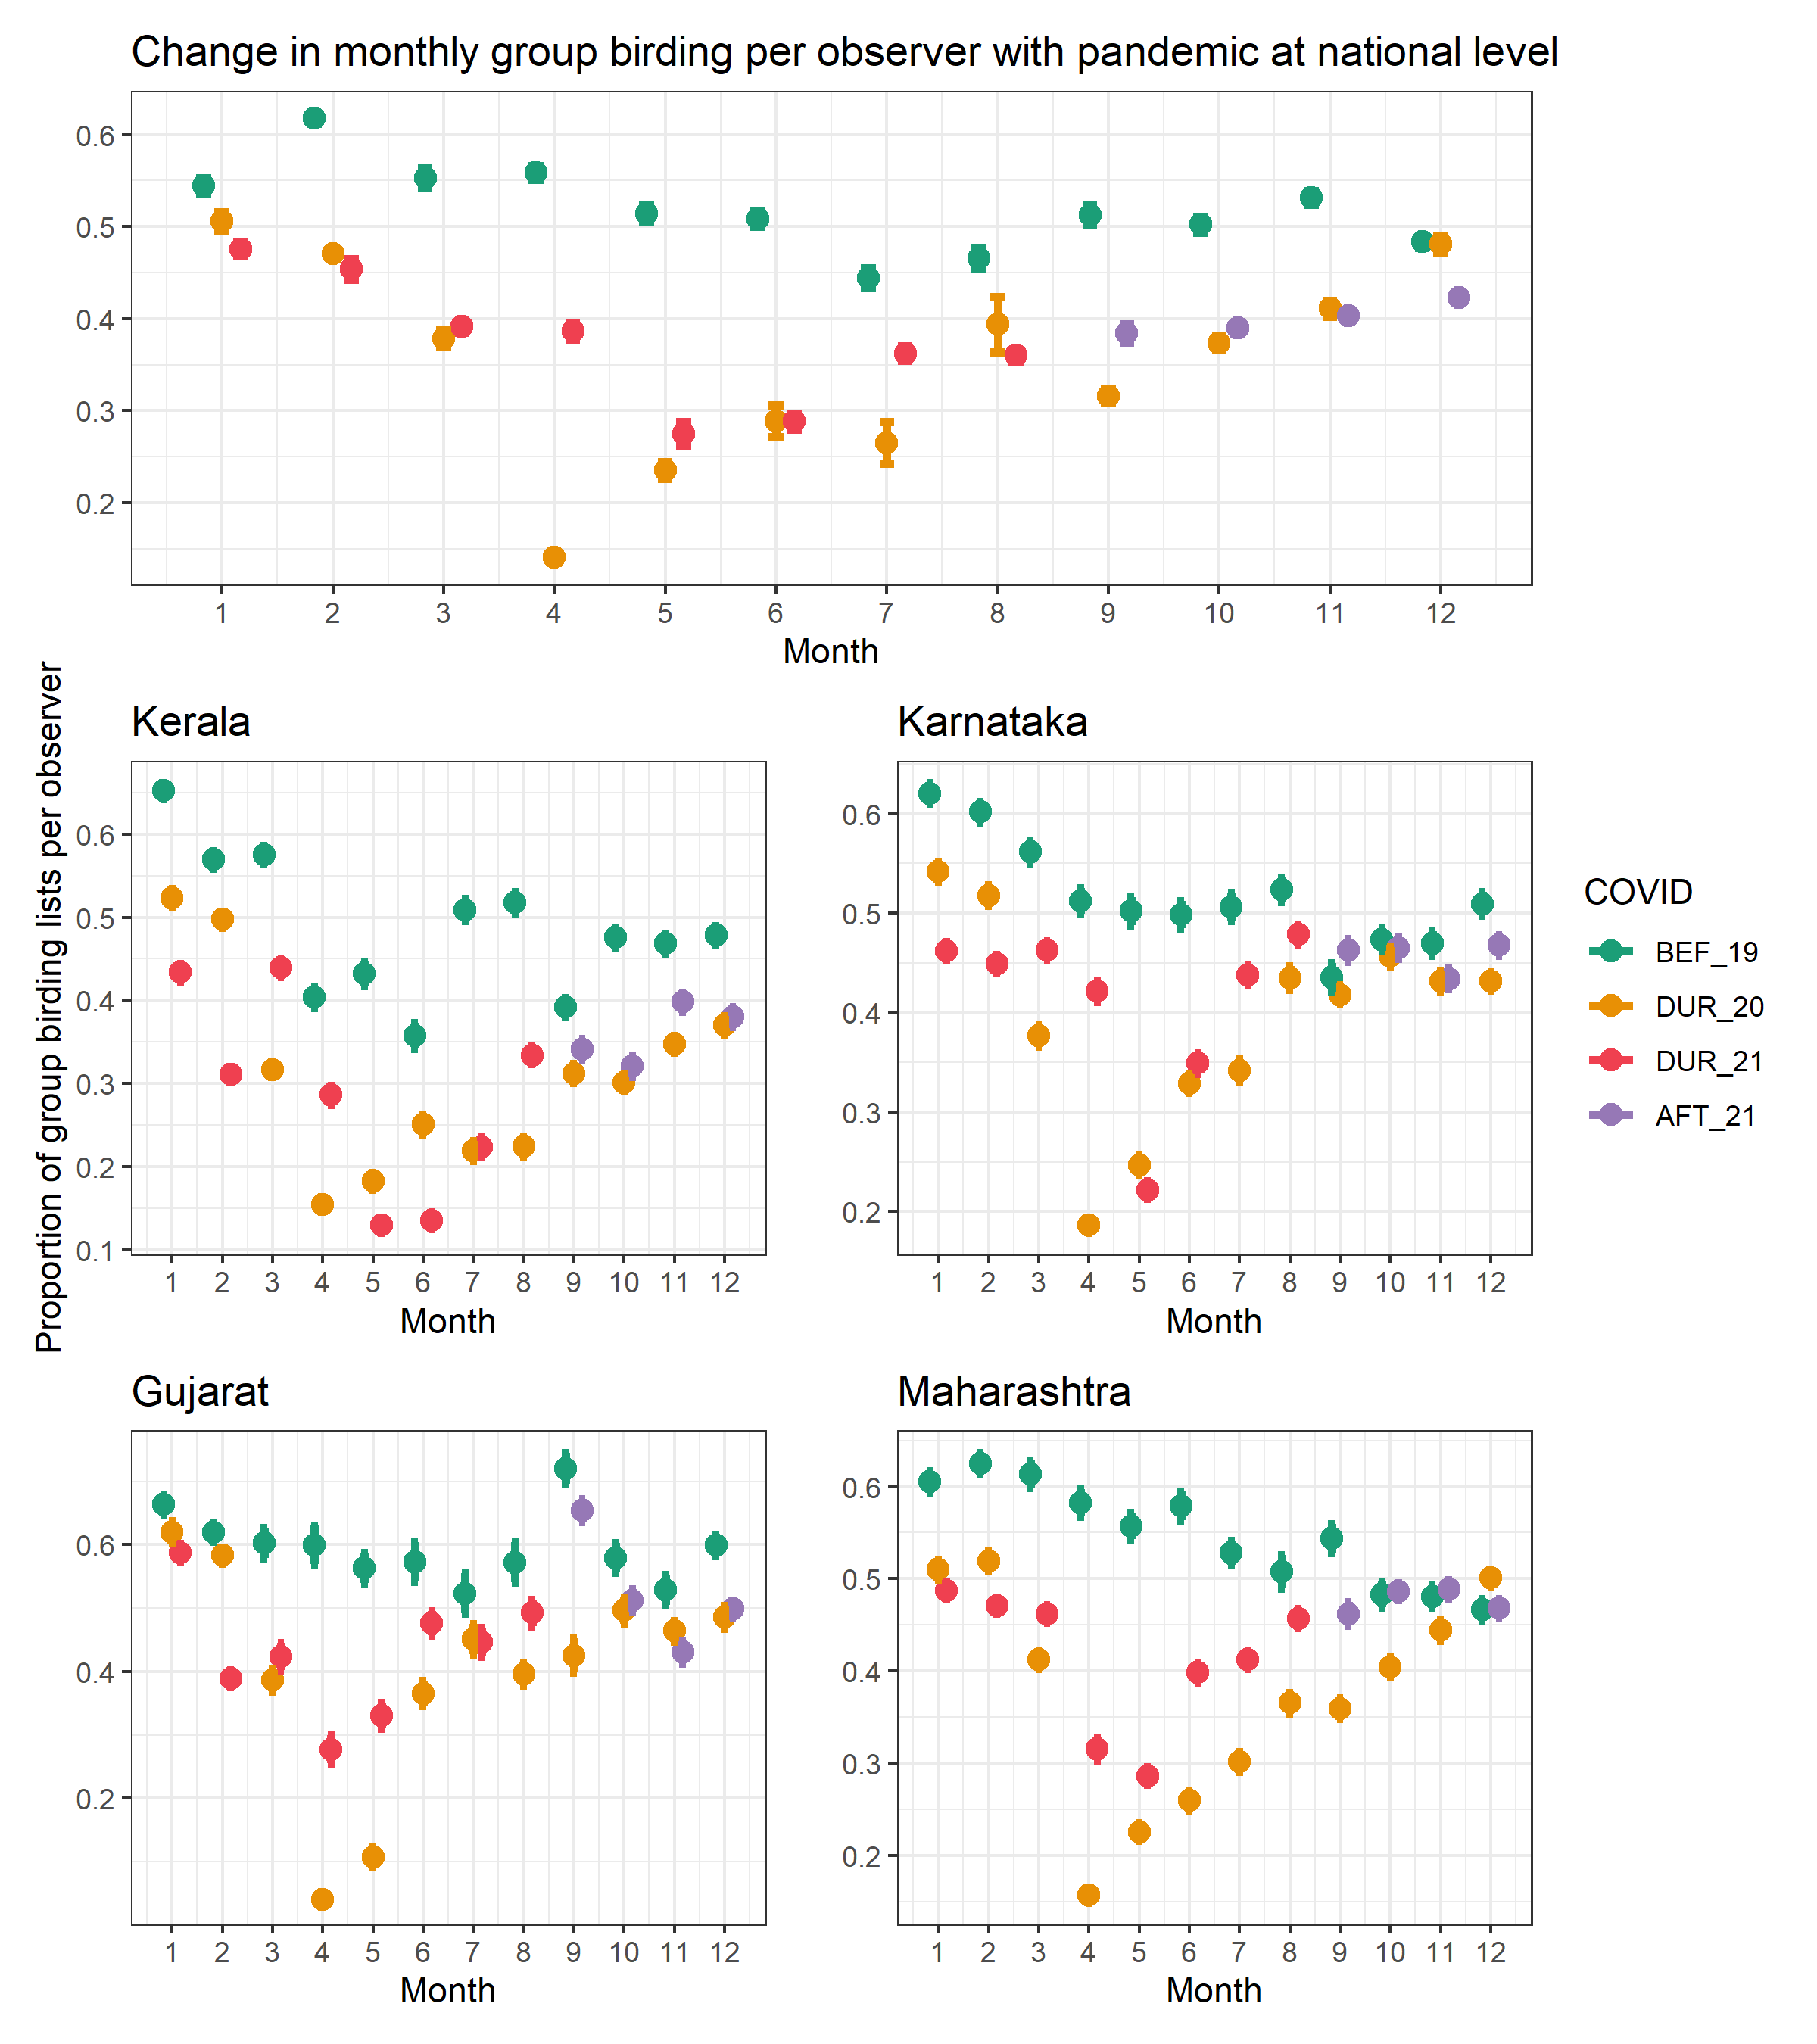 Change in monthly group birding per observer with pandemic at national level
0.6
0.5
0.4
0.3
0.2
1 2 3 4 5 6 7 8 9 10 11 12
Month
Proportion of group birding lists per observer
Kerala
0.6
0.5
0.4
0.3
0.2
0.1
1 2 3 4 5 6 7 8 9 10 11 12
Month
Karnataka
0.6
0.5
0.4
0.3
0.2
1 2 3 4 5 6 7 8 9 10 11 12
Month
COVID
BEF_19
DUR_20
DUR_21
AFT_21
Gujarat
0.6
0.4
0.2
1 2 3 4 5 6 7 8 9 10 11 12
Month
Maharashtra
0.6
0.5
0.4
0.3
0.2
1 2 3 4 5 6 7 8 9 10 11 12
Month